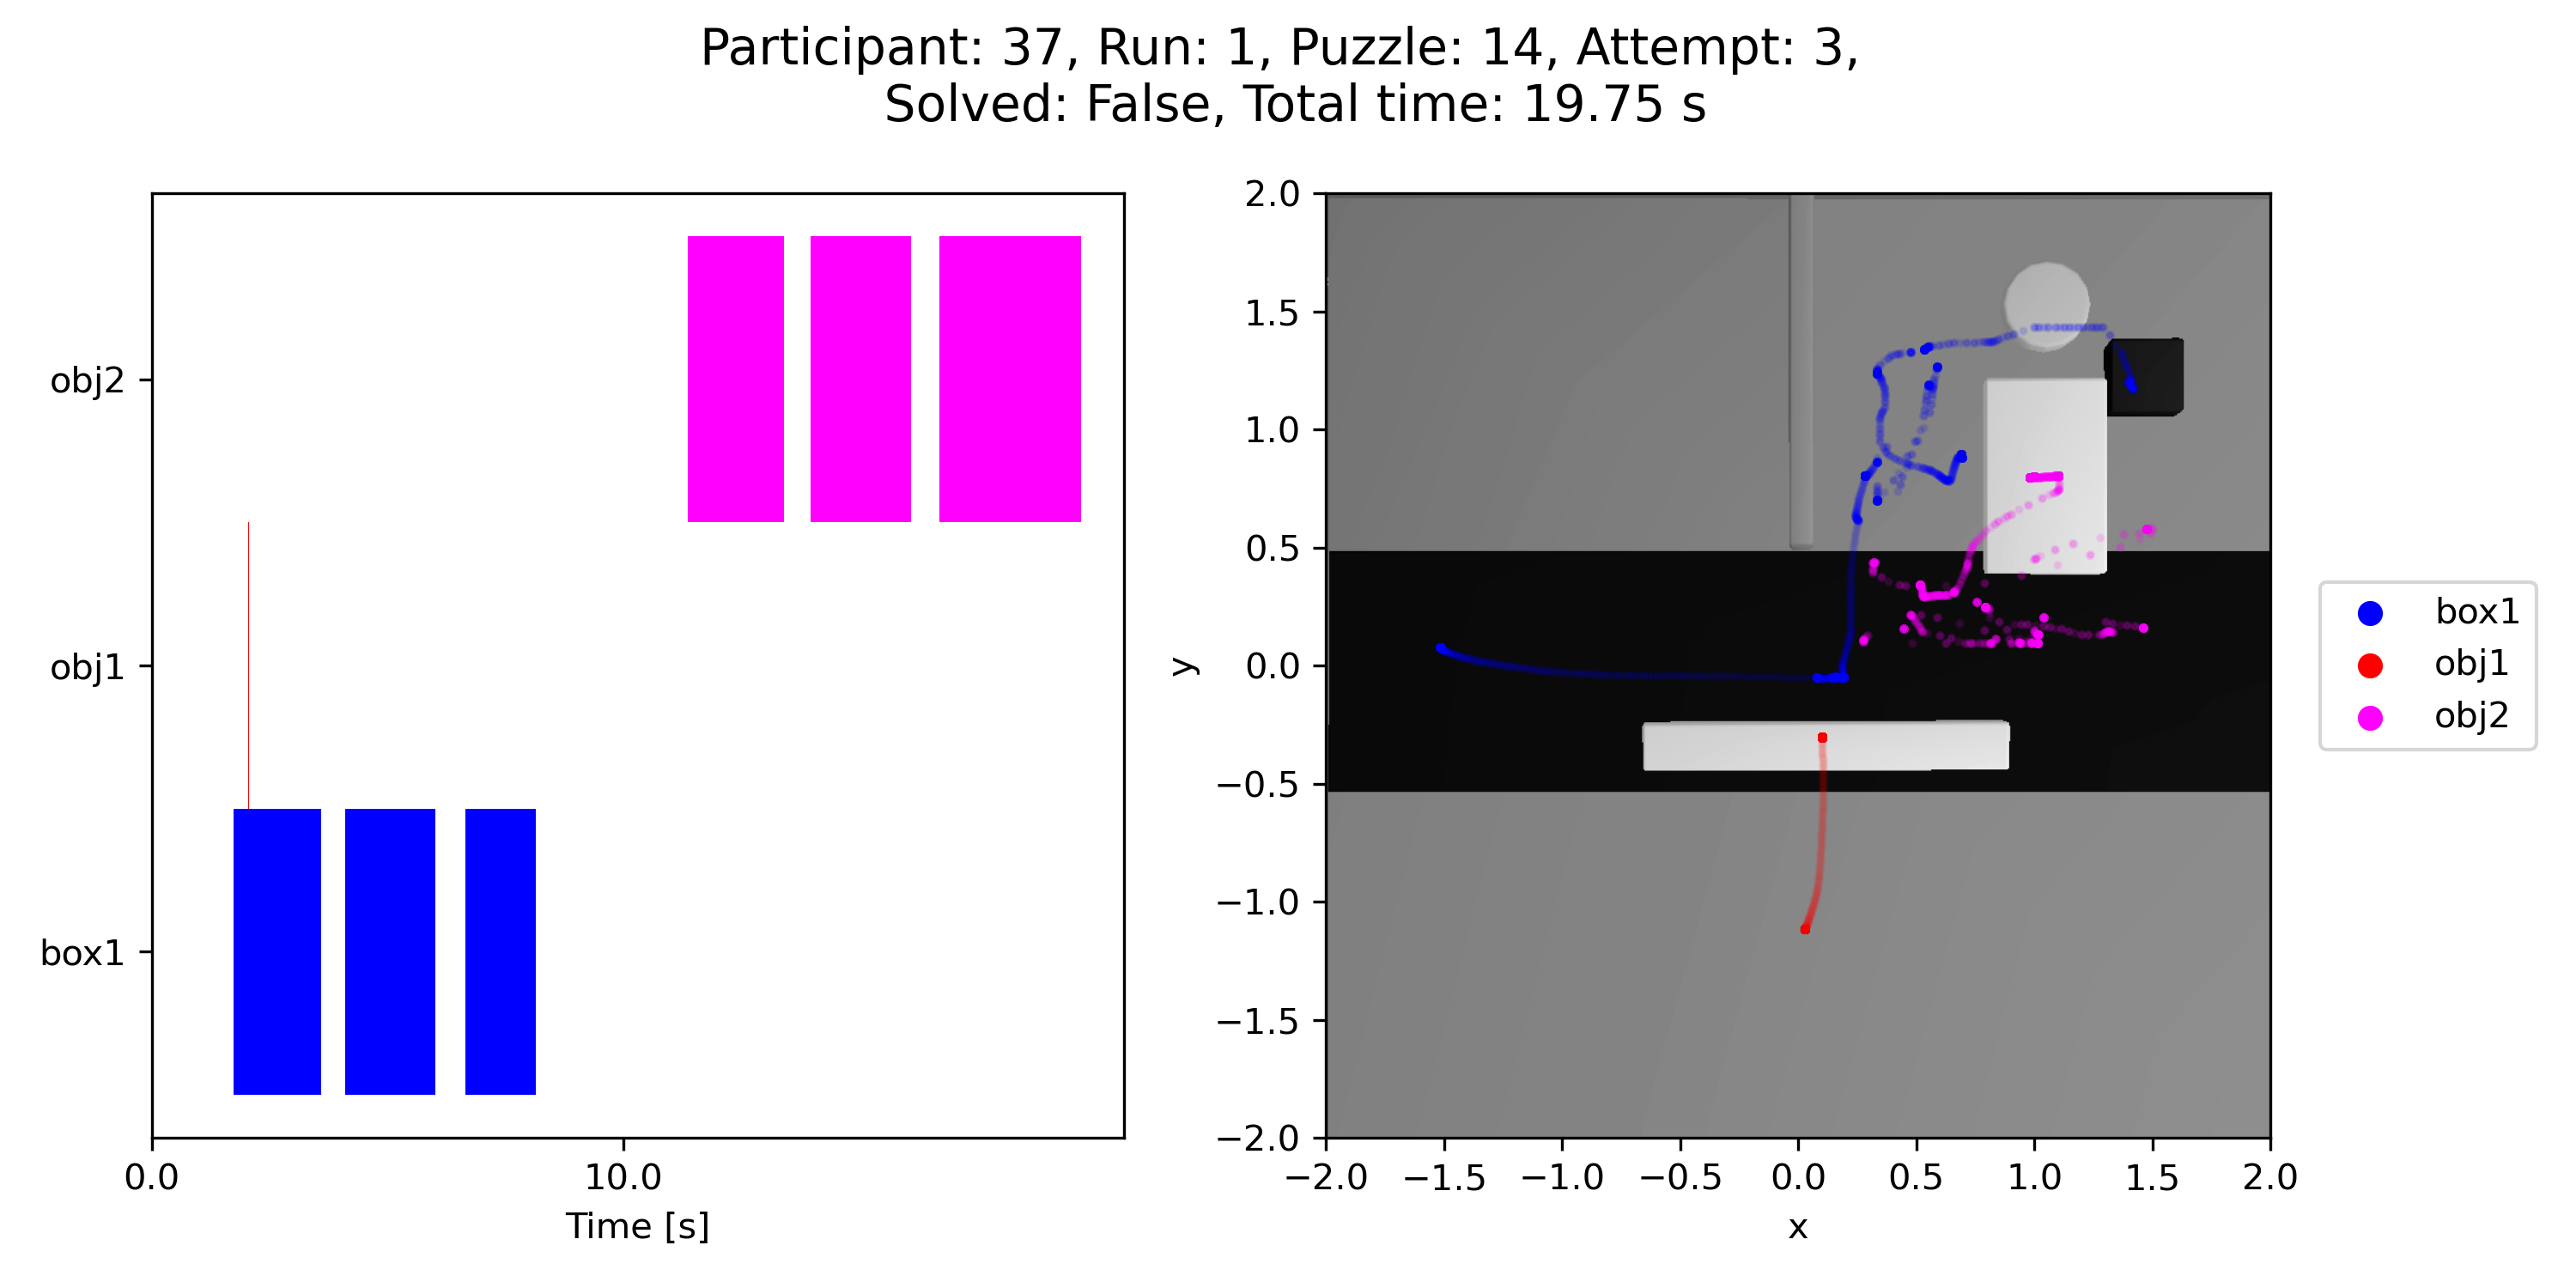 Participant: 37, Run: 1, Puzzle: 14, Attempt: 3,
Solved: False, Total time: 19.75 s
obj2
obj1
box1
0.0
10.0
Time [s]
2.0
1.5
1.0
0.5
0.0
−0.5
−1.0
−1.5
−2.0
y
−2.0
−1.5
−1.0
−0.5
0.0
0.5
1.0
1.5
2.0
x
box1
obj1
obj2